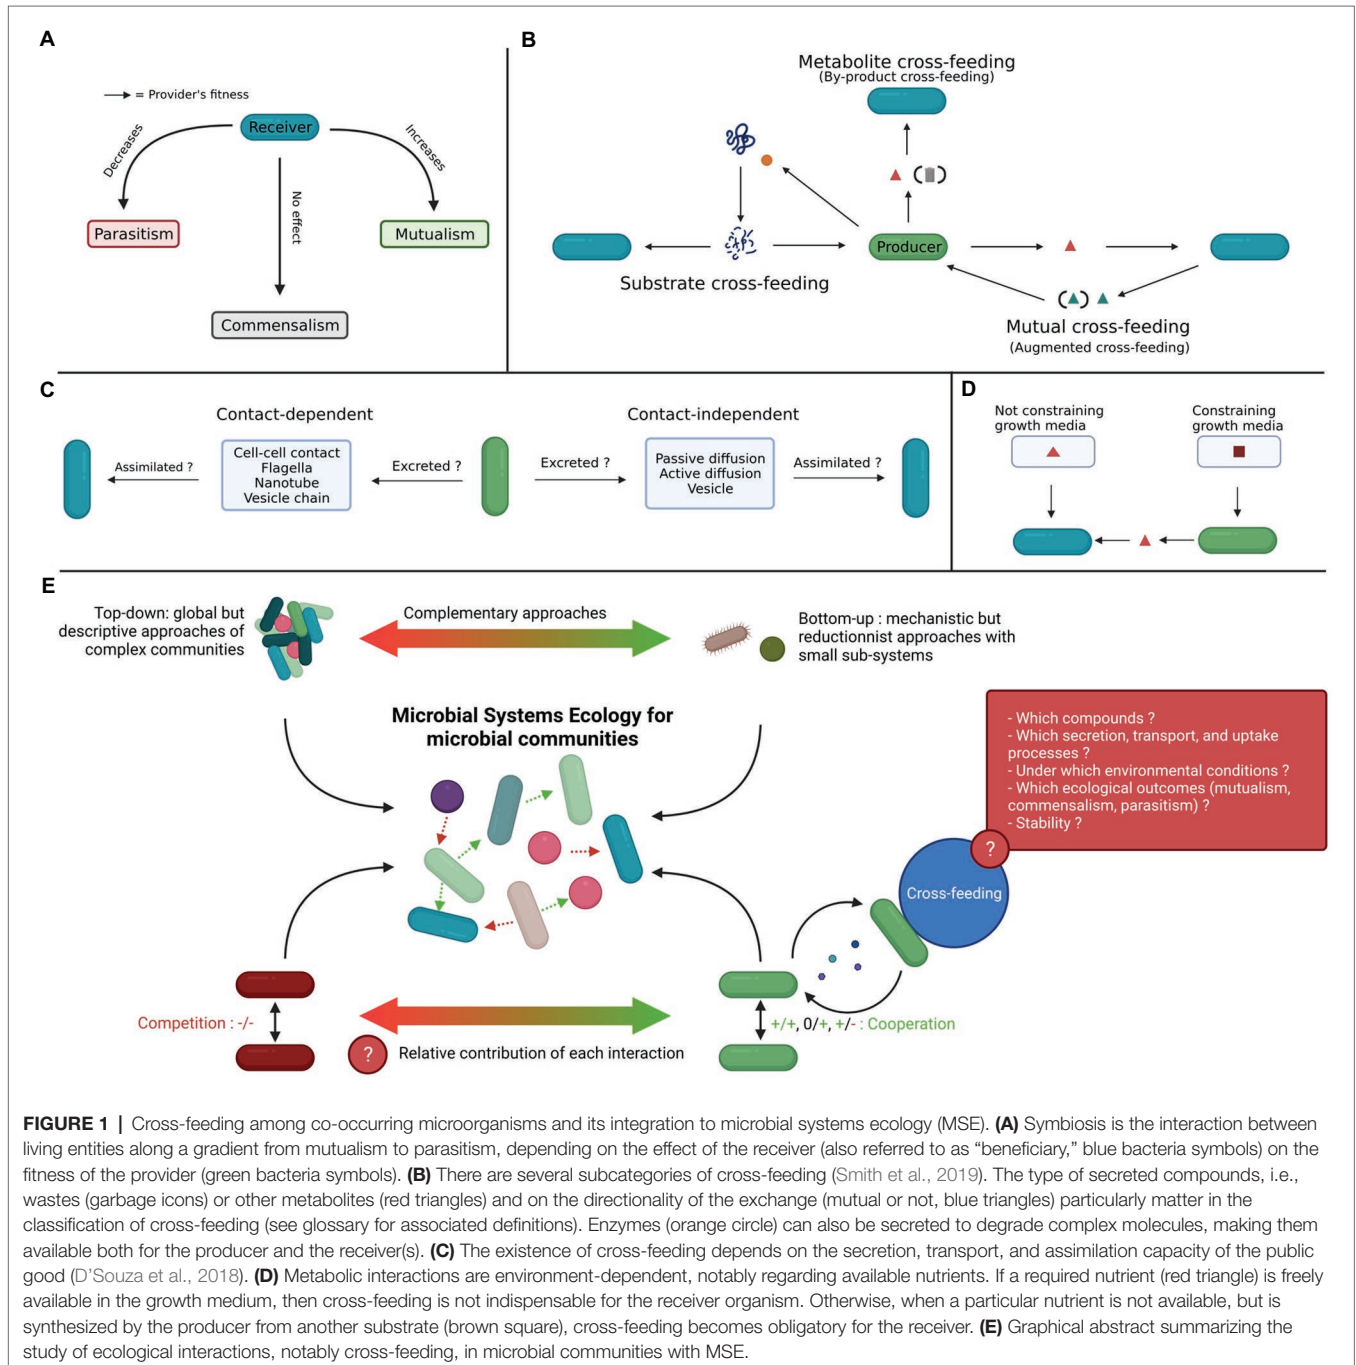 A
→ = Provider's fitness
Receiver
Decreases
No effect
Increases
Parasitism
Commensalism
Mutualism
B
Metabolite cross-feeding
(By-product cross-feeding)
Producer
Substrate cross-feeding
Mutual cross-feeding
(Augmented cross-feeding)
C
Contact-dependent
Contact-independent
Assimilated ?
Cell-cell contact
Flagella
Nanotube
Vesicle chain
Excreted ?
Excreted ?
Passive diffusion
Active diffusion
Vesicle
Assimilated ?
D
Not constraining
growth media
Constraining
growth media
E
Top-down: global but
descriptive approaches of
complex communities
Complementary approaches
Bottom-up : mechanistic but
reductionnist approaches with
small sub-systems
Microbial Systems Ecology for
microbial communities
- Which compounds ?
- Which secretion, transport, and uptake
processes ?
- Under which environmental conditions ?
- Which ecological outcomes (mutualism,
commensalism, parasitism) ?
- Stability ?
?
Cross-feeding
Competition : -/-
+/+, 0/+, +/- : Cooperation
?
Relative contribution of each interaction
FIGURE 1 | Cross-feeding among co-occurring microorganisms and its integration to microbial systems ecology (MSE). (A) Symbiosis is the interaction between
living entities along a gradient from mutualism to parasitism, depending on the effect of the receiver (also referred to as “beneficiary,” blue bacteria symbols) on the
fitness of the provider (green bacteria symbols). (B) There are several subcategories of cross-feeding (Smith et al., 2019). The type of secreted compounds, i.e.,
wastes (garbage icons) or other metabolites (red triangles) and on the directionality of the exchange (mutual or not, blue triangles) particularly matter in the
classification of cross-feeding (see glossary for associated definitions). Enzymes (orange circle) can also be secreted to degrade complex molecules, making them
available both for the producer and the receiver(s). (C) The existence of cross-feeding depends on the secretion, transport, and assimilation capacity of the public
good (D’Souza et al., 2018). (D) Metabolic interactions are environment-dependent, notably regarding available nutrients. If a required nutrient (red triangle) is freely
available in the growth medium, then cross-feeding is not indispensable for the receiver organism. Otherwise, when a particular nutrient is not available, but is
synthesized by the producer from another substrate (brown square), cross-feeding becomes obligatory for the receiver. (E) Graphical abstract summarizing the
study of ecological interactions, notably cross-feeding, in microbial communities with MSE.